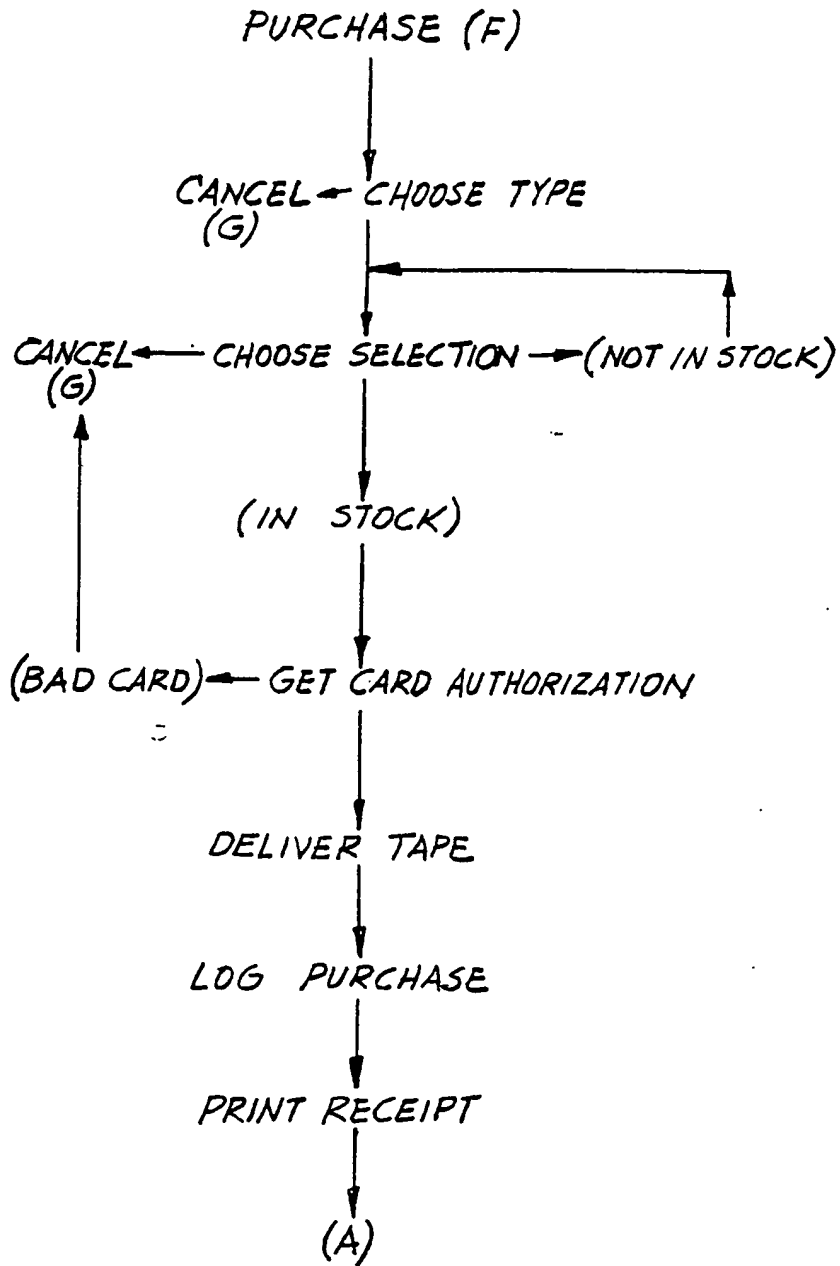 PURCHASE (F)
CANCEL CHOOSE TYPE
(G)
CANCEL CHOOSE SELECTION (NOT IN STOCK)
(G)
(IN STOCK)
(BAD CARD) GET CARD AUTHORIZATION
DELIVER TAPE
LOG PURCHASE
PRINT RECEIPT
(A)